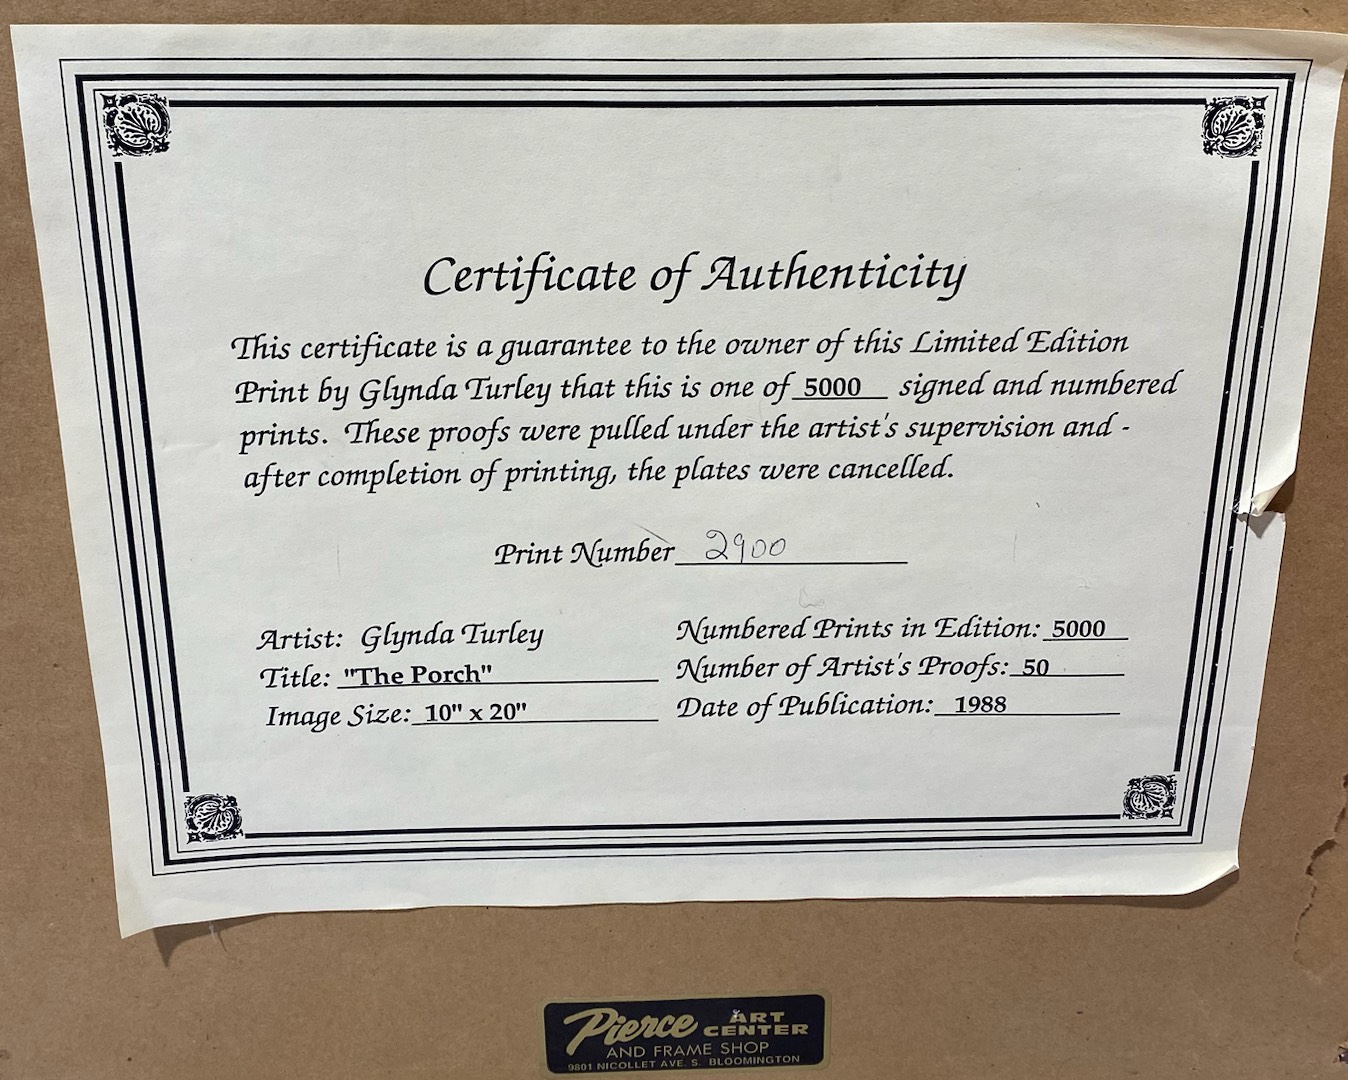 Certificate of Authenticity
This certificate is a guarantee to the owner of this Limited Edition
Print by Glynda Turley that this is one of 5000 signed and numbered
prints. These proofs were pulled under the artist's supervision and -
after completion of printing, the plates were cancelled.
Print Number 2900
Artist: Glynda Turley
Title: "The Porch"
Image Size: 10" x 20"
Numbered Prints in Edition: 5000
Number of Artist's Proofs: 50
Date of Publication: 1988
Pierce ART
CENTER
AND FRAME SHOP
9801 NICOLLET AVE. S. BLOOMINGTON